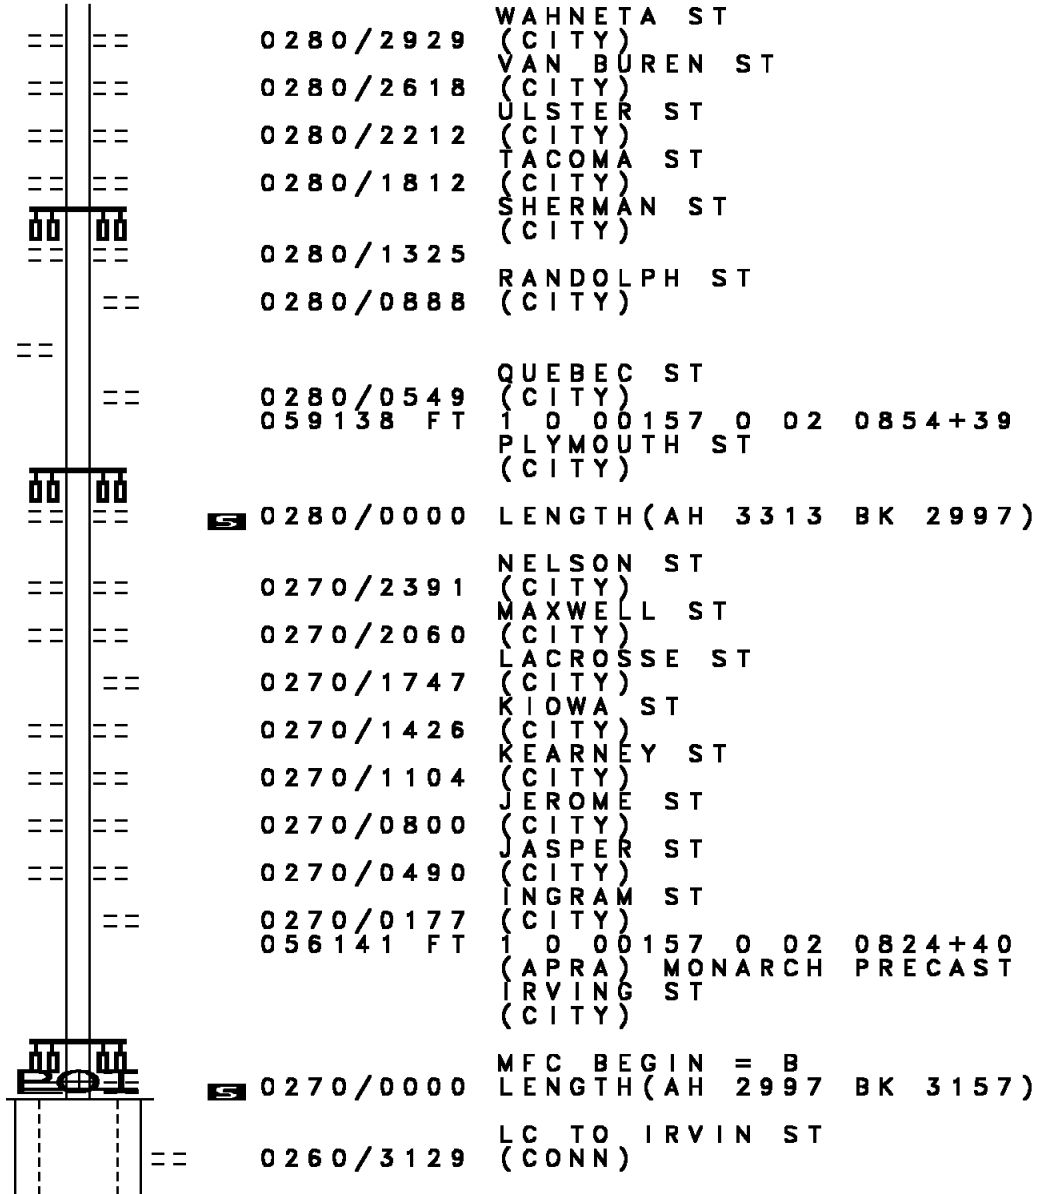 WAHNETA ST
0280/2929 (CITY)
VAN BUREN ST
0280/2618 (CITY)
ULSTER ST
0280/2212 (CITY)
TACOMA ST
0280/1812 (CITY)
SHERMAN ST
(CITY)
0280/1325
RANDOLPH ST
0280/0888 (CITY)
QUEBEC ST
0280/0549 (CITY)
059138 FT 1 0 00157 0 02 0854+39
PLYMOUTH ST
(CITY)
S 0280/0000 LENGTH(AH 3313 BK 2997)
NELSON ST
0270/2391 (CITY)
MAXWELL ST
0270/2060 (CITY)
LACROSSE ST
0270/1747 (CITY)
KIOWA ST
0270/1426 (CITY)
KEARNEY ST
0270/1104 (CITY)
JEROME ST
0270/0800 (CITY)
JASPER ST
0270/0490 (CITY)
INGRAM ST
0270/0177 (CITY)
056141 FT 1 0 00157 0 02 0824+40
(APRA) MONARCH PRECAST
IRVING ST
(CITY)
MFC BEGIN = B
S 0270/0000 LENGTH(AH 2997 BK 3157)
LC TO IRVIN ST
0260/3129 (CONN)